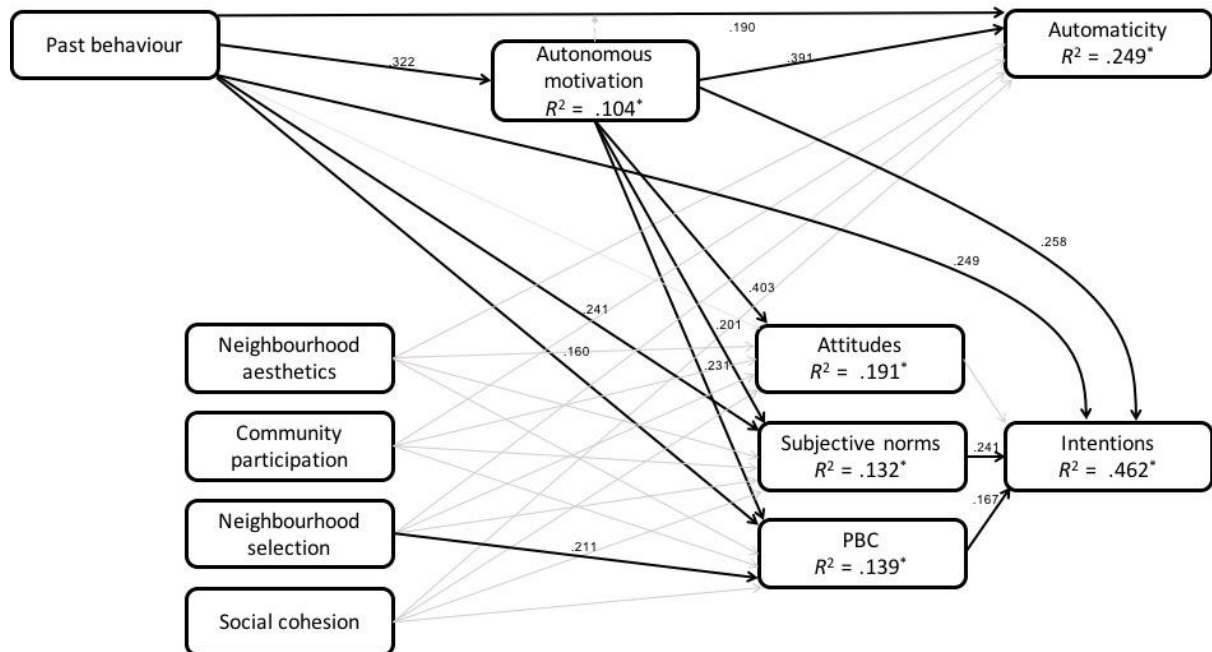 Past behaviour
.190
Automaticity
R² = .249*
.322
Autonomous
motivation
R² = .104*
.391
.258
.249
.403
.241
.201
.160
.231
Neighbourhood
aesthetics
Attitudes
R² = .191*
Community
participation
Subjective norms
R² = .132*
.241
Intentions
R² = .462*
.167
Neighbourhood
selection
.211
PBC
R² = .139*
Social cohesion